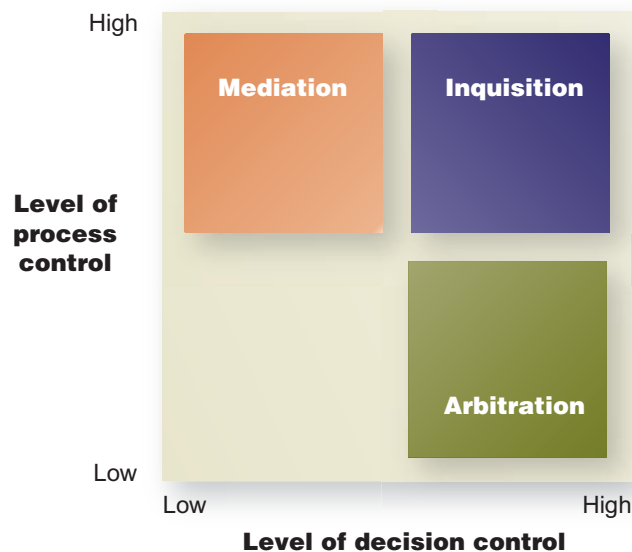 High
Mediation
Inquisition
Level of
process
control
Arbitration
Low
Low
High
Level of decision control